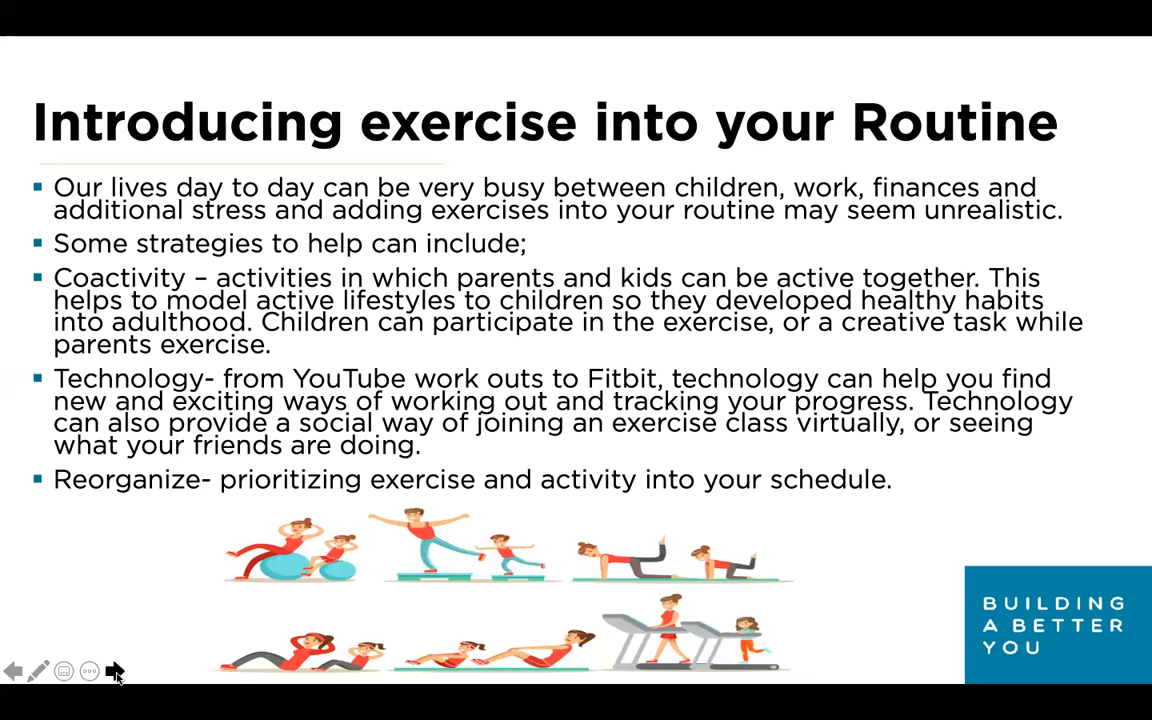 Introducing exercise into your Routine
▪ Our lives day to day can be very busy between children, work, finances and
additional stress and adding exercises into your routine may seem unrealistic.
▪ Some strategies to help can include;
▪ Coactivity – activities in which parents and kids can be active together. This
helps to model active lifestyles to children so they developed healthy habits
into adulthood. Children can participate in the exercise, or a creative task while
parents exercise.
▪ Technology- from YouTube work outs to Fitbit, technology can help you find
new and exciting ways of working out and tracking your progress. Technology
can also provide a social way of joining an exercise class virtually, or seeing
what your friends are doing.
▪ Reorganize- prioritizing exercise and activity into your schedule.
BUILDING
A BETTER
YOU